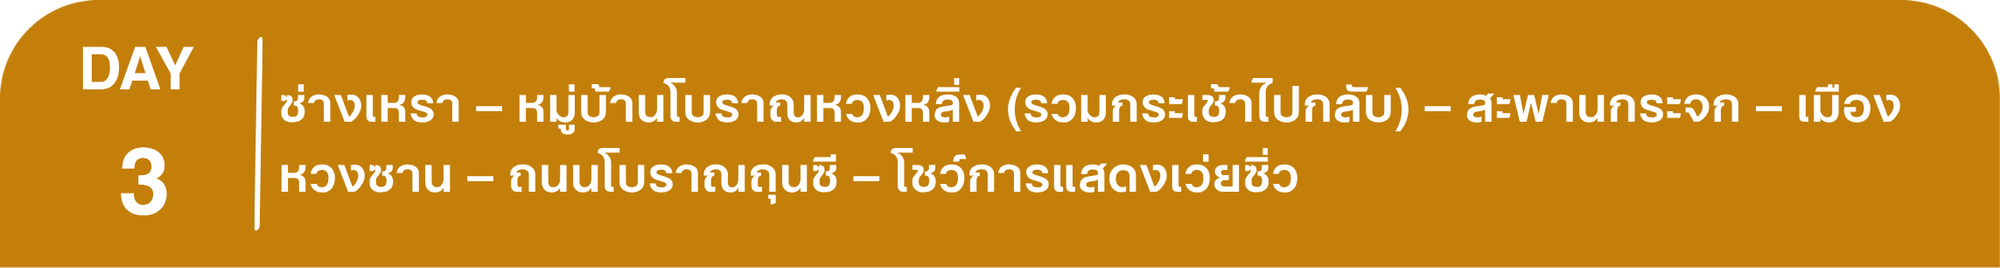 DAY
3
ซ่างเหรา – หมู่บ้านโบราณหวงหลิ่ง (รวมกระเช้าไปกลับ) – สะพานกระจก – เมือง
หวงซาน – ถนนโบราณถุนซี – โชว์การแสดงเว่ยซิ่ว